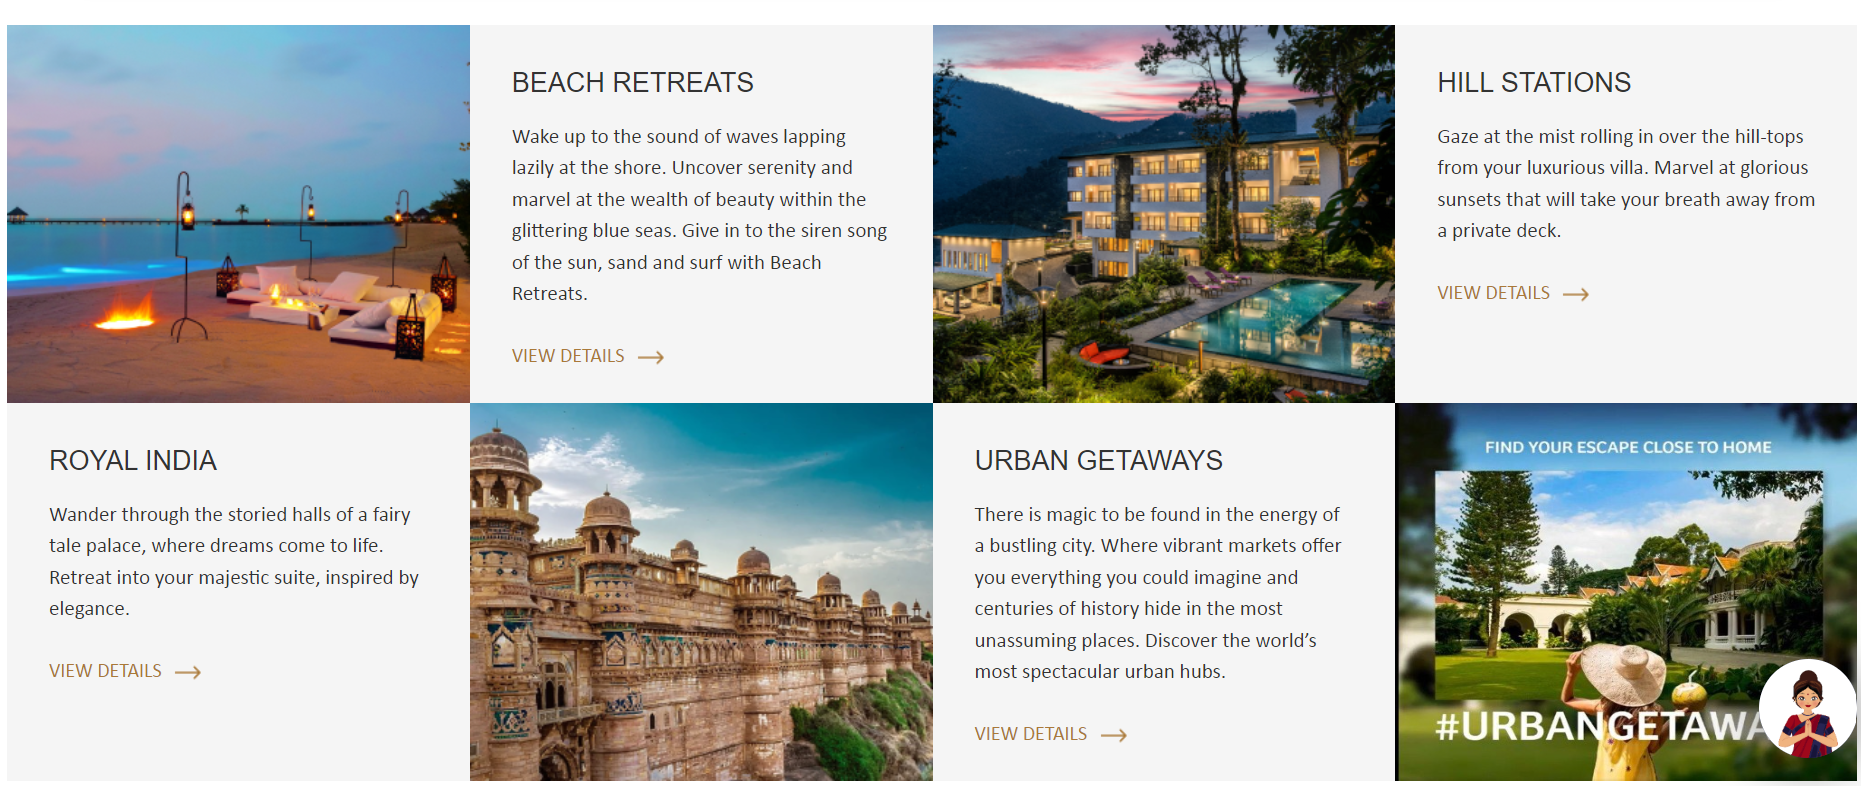 BEACH RETREATS
Wake up to the sound of waves lapping
lazily at the shore. Uncover serenity and
marvel at the wealth of beauty within the
glittering blue seas. Give in to the siren song
of the sun, sand and surf with Beach
Retreats.
VIEW DETAILS
HILL STATIONS
Gaze at the mist rolling in over the hill-tops
from your luxurious villa. Marvel at glorious
sunsets that will take your breath away from
a private deck.
VIEW DETAILS
ROYAL INDIA
Wander through the storied halls of a fairy
tale palace, where dreams come to life.
Retreat into your majestic suite, inspired by
elegance.
VIEW DETAILS
URBAN GETAWAYS
There is magic to be found in the energy of
a bustling city. Where vibrant markets offer
you everything you could imagine and
centuries of history hide in the most
unassuming places. Discover the world’s
most spectacular urban hubs.
VIEW DETAILS
FIND YOUR ESCAPE CLOSE TO HOME
#URBANGETAWA